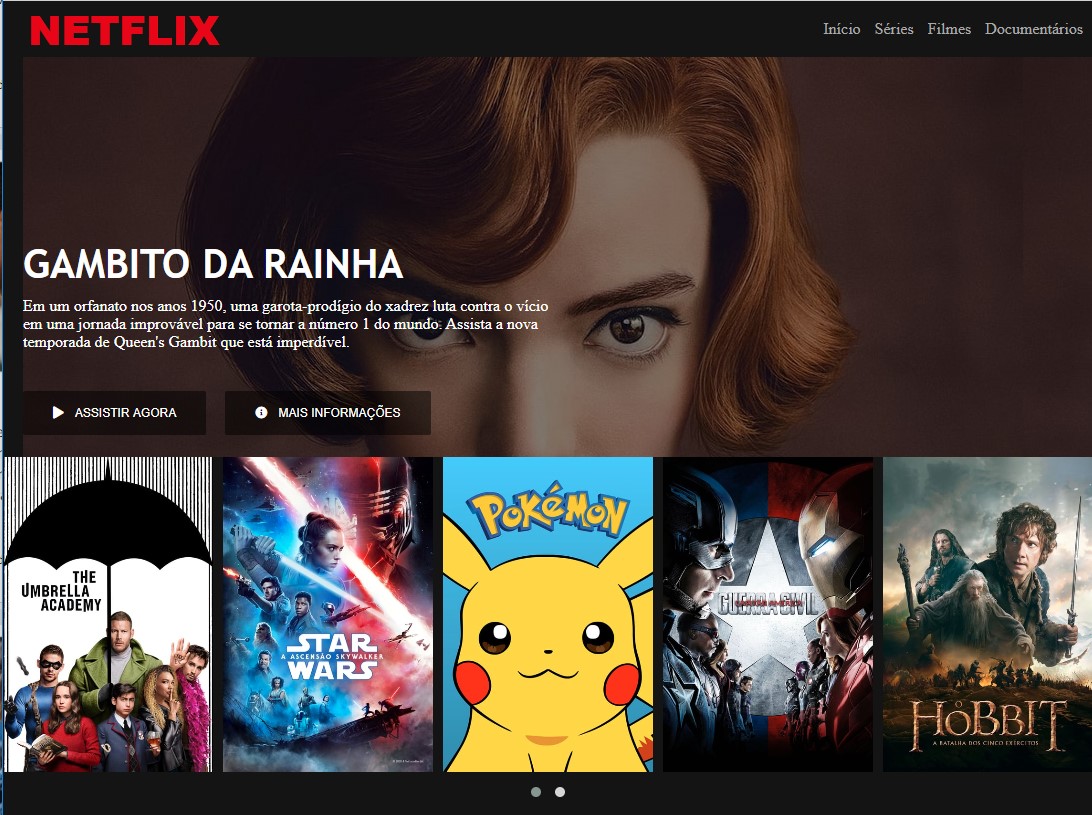 NETFLIX
Início Séries Filmes Documentários
GAMBITO DA RAINHA
Em um orfanato nos anos 1950, uma garota-prodígio do xadrez luta contra o vício
em uma jornada improvável para se tornar a número 1 do mundo. Assista a nova
temporada de Queen's Gambit que está imperdível.
ASSISTIR AGORA MAIS INFORMAÇÕES
THE
UMBRELLA
ACADEMY
STAR
A ASCENSÃO SKYWALKER
WARS
POKÉMON
GUERRA CIVIL
O
HOBBIT
A BATALHA DOS CINCO EXÉRCITOS